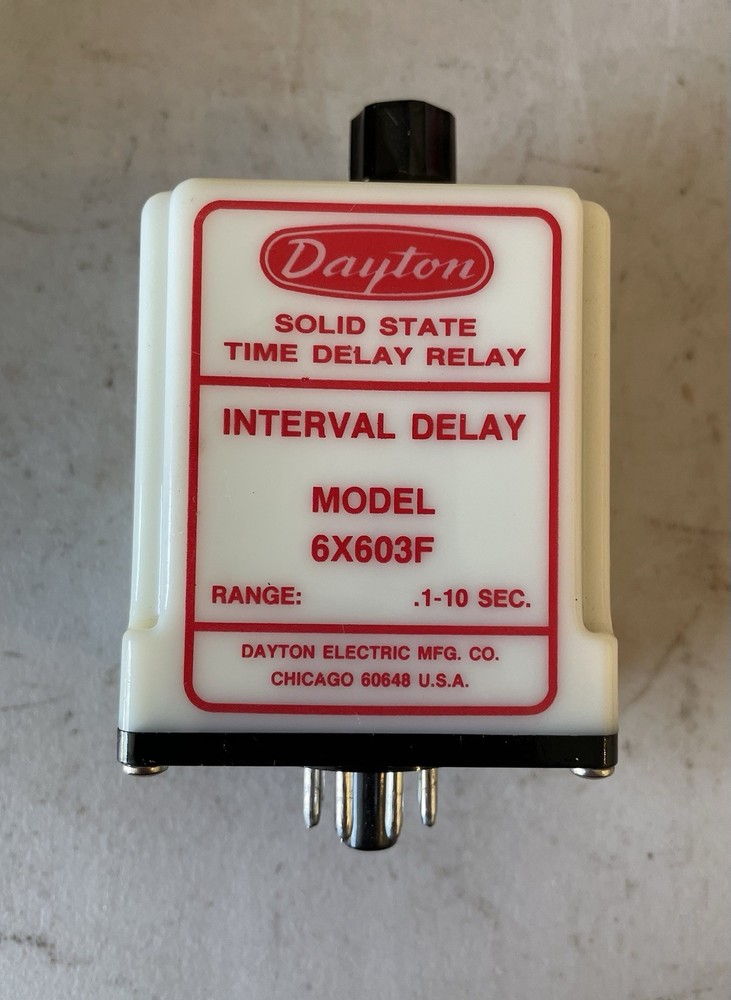 Dayton
SOLID STATE
TIME DELAY RELAY
INTERVAL DELAY
MODEL
6X603F
RANGE: .1-10 SEC.
DAYTON ELECTRIC MFG. CO.
CHICAGO 60648 U.S.A.